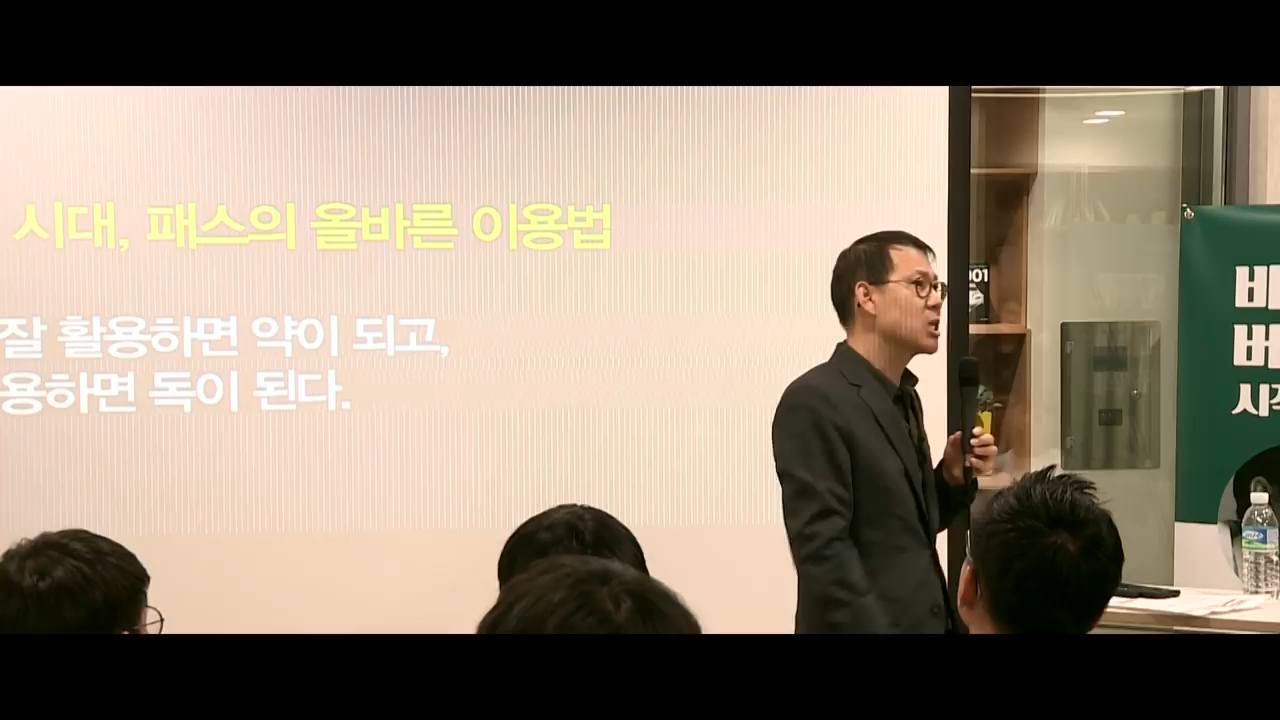 시대, 패스의 올바른 이용법
잘 활용하면 약이 되고,
용하면 독이 된다.